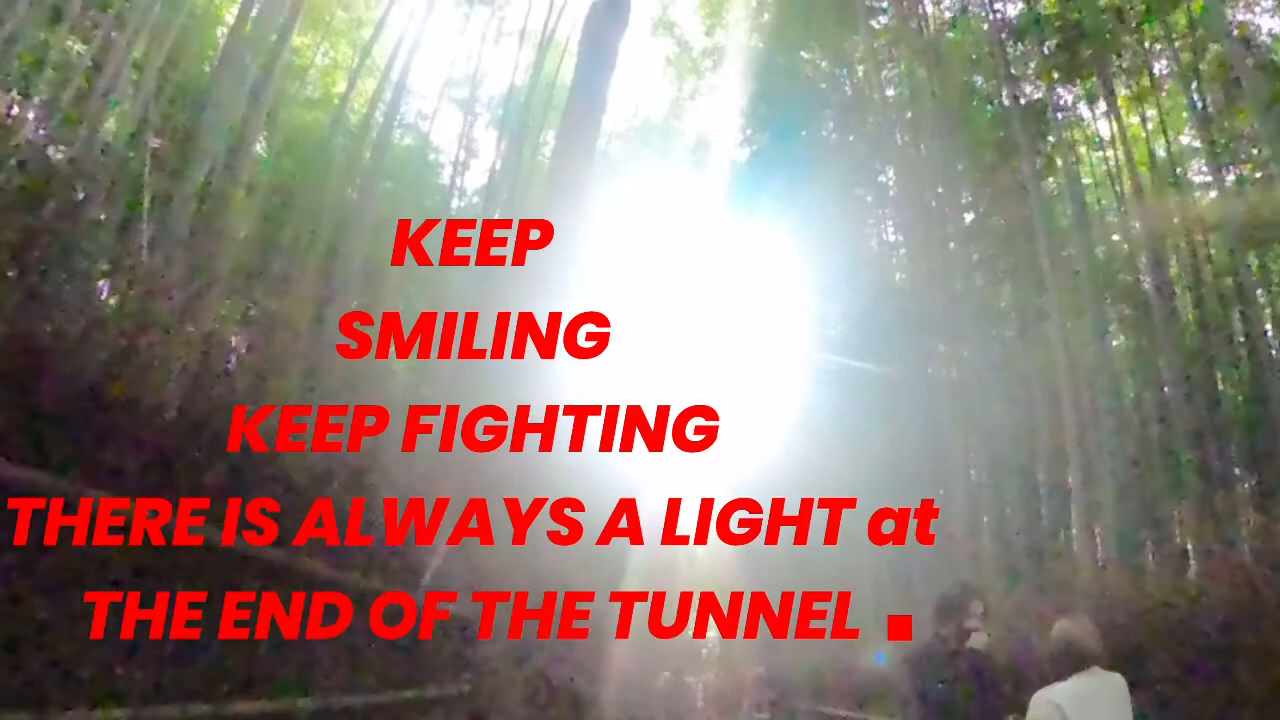 KEEP
SMILING
KEEP FIGHTING
THERE IS ALWAYS A LIGHT at
THE END OF THE TUNNEL .